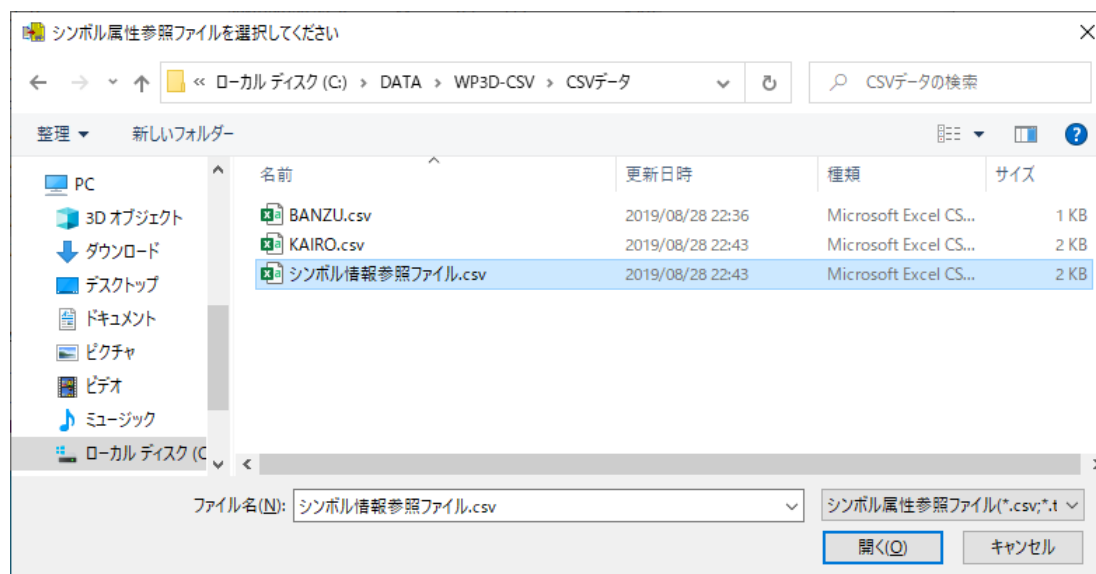 シンボル属性参照ファイルを選択してください
« ローカル ディスク (C:) › DATA › WP3D-CSV › CSVデータ
CSVデータの検索
整理 新しいフォルダー
PC
3D オブジェクト
ダウンロード
デスクトップ
ドキュメント
ピクチャ
ビデオ
ミュージック
ローカル ディスク (C
名前 更新日時 種類 サイズ
BANZU.csv 2019/08/28 22:36 Microsoft Excel CS... 1 KB
KAIRO.csv 2019/08/28 22:43 Microsoft Excel CS... 2 KB
シンボル情報参照ファイル.csv 2019/08/28 22:43 Microsoft Excel CS... 2 KB
ファイル名(N): シンボル情報参照ファイル.csv シンボル属性参照ファイル(*.csv;*.t
開く(O) キャンセル